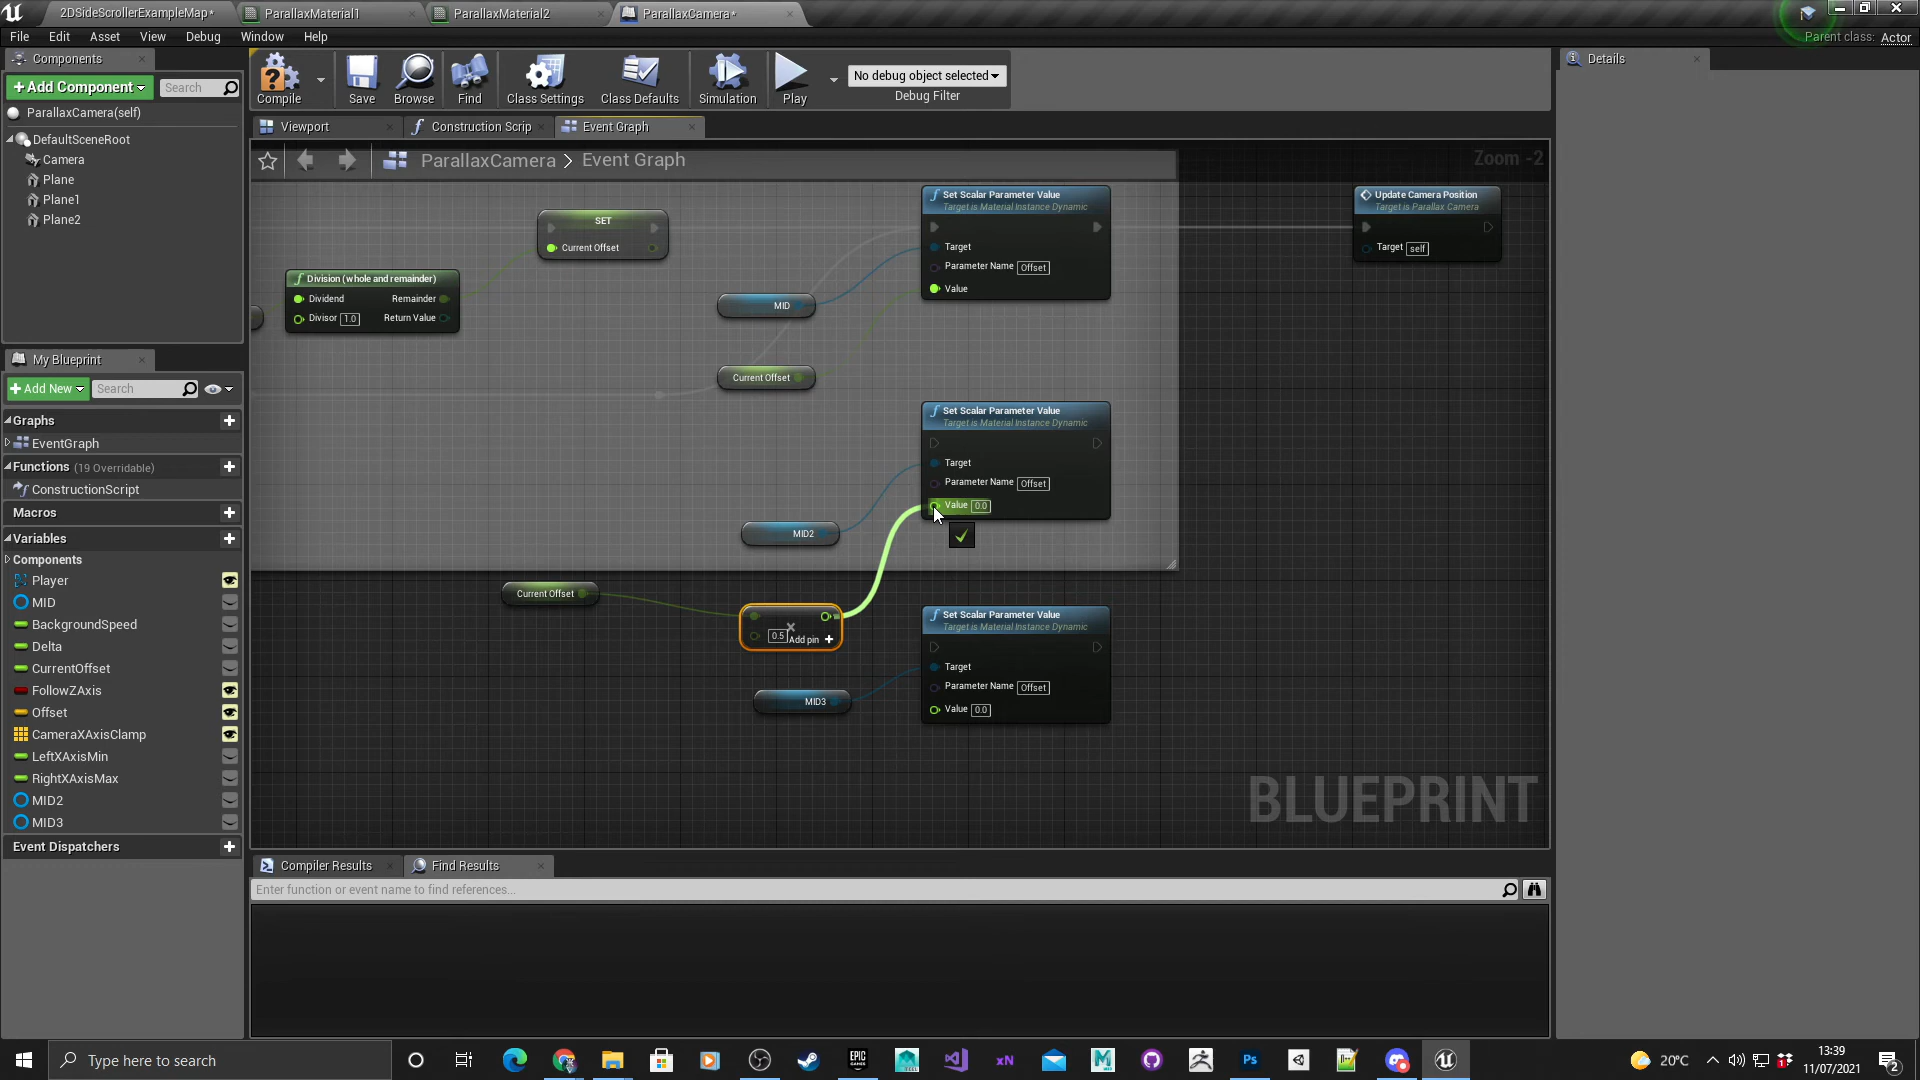 2DSideScrollerExampleMap*
ParallaxMaterial1
ParallaxMaterial2
ParallaxCamera*
File
Edit
Asset
View
Debug
Window
Help
Parent class: Actor
Components
+Add Component
Search
ParallaxCamera(self)
DefaultSceneRoot
Camera
Plane
Plane1
Plane2
My Blueprint
+Add New
Search
Graphs
EventGraph
Functions (19 Overridable)
ConstructionScript
Macros
Variables
Components
Player
MID
BackgroundSpeed
Delta
CurrentOffset
FollowZAxis
Offset
CameraXAxisClamp
LeftXAxisMin
RightXAxisMax
MID2
MID3
Event Dispatchers
Compile
Save
Browse
Find
Class Settings
Class Defaults
Simulation
Play
No debug object selected
Debug Filter
Viewport
Construction Scrip
Event Graph
ParallaxCamera > Event Graph
Zoom -2
Division (whole and remainder)
Dividend
Remainder
Divisor 1.0
Return Value
SET
Current Offset
MID
Current Offset
Set Scalar Parameter Value
Target is Material Instance Dynamic
Target
Parameter Name Offset
Value
Update Camera Position
Target is Parallax Camera
Target self
Set Scalar Parameter Value
Target is Material Instance Dynamic
Target
Parameter Name Offset
Value 0.0
MID2
Current Offset
0.5
Add pin +
MID3
Set Scalar Parameter Value
Target is Material Instance Dynamic
Target
Parameter Name Offset
Value 0.0
BLUEPRINT
Compiler Results
Find Results
Enter function or event name to find references...
Details
Type here to search
EPIC GAMES
xN
M
Ps
20°C
13:39
11/07/2021
2